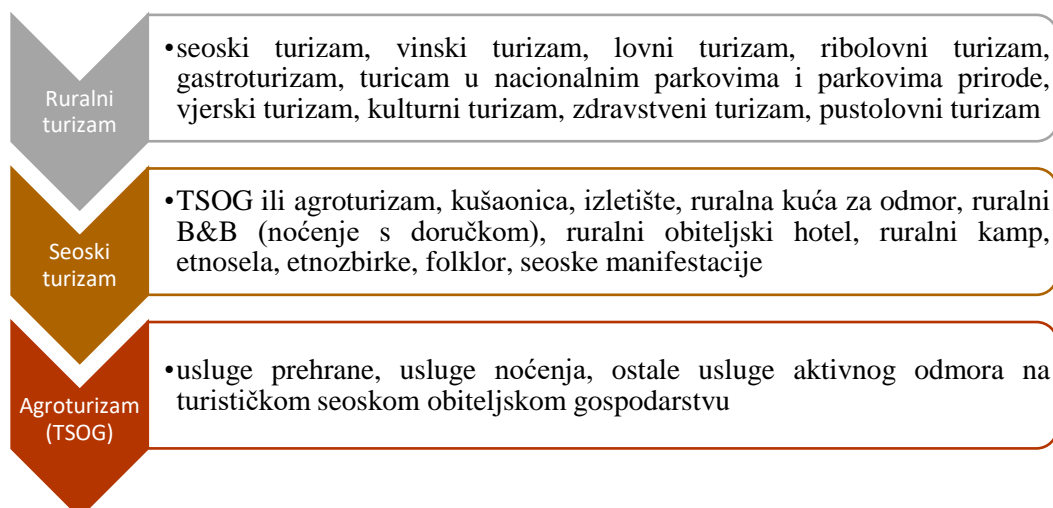 Ruralni
turizam
•seoski turizam, vinski turizam, lovni turizam, ribolovni turizam,
gastroturizam, turicam u nacionalnim parkovima i parkovima prirode,
vjerski turizam, kulturni turizam, zdravstveni turizam, pustolovni turizam
Seoski
turizam
•TSOG ili agroturizam, kušaonica, izletište, ruralna kuća za odmor, ruralni
B&B (noćenje s doručkom), ruralni obiteljski hotel, ruralni kamp,
etnosela, etnozbirke, folklor, seoske manifestacije
Agroturizam
(TSOG)
•usluge prehrane, usluge noćenja, ostale usluge aktivnog odmora na
turističkom seoskom obiteljskom gospodarstvu